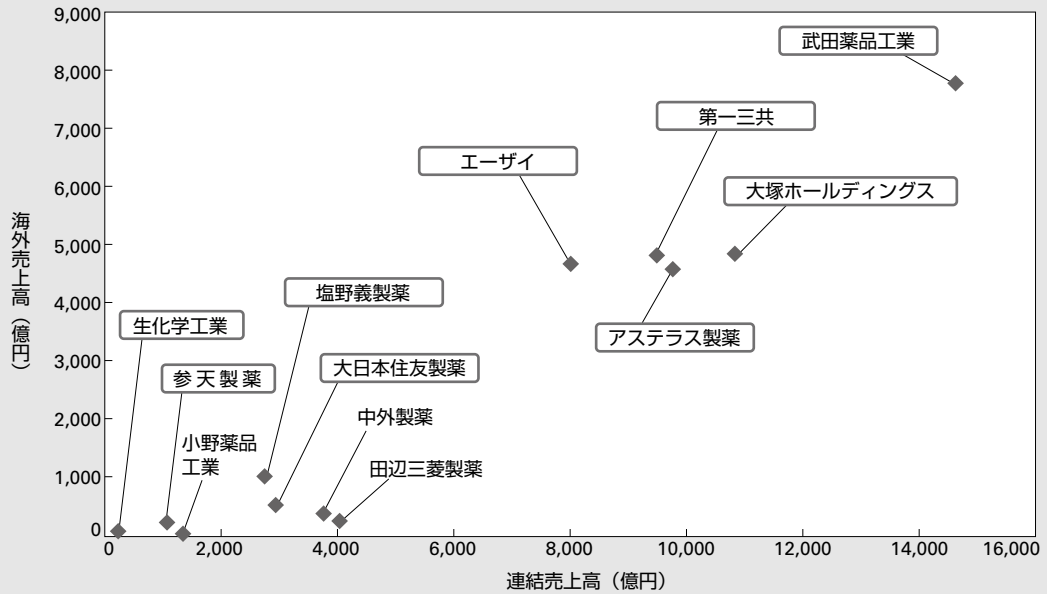 9,000
8,000
7,000
6,000
5,000
4,000
3,000
2,000
1,000
0
海外売上高（億円）
武田薬品工業
第一三共
エーザイ
大塚ホールディングス
塩野義製薬
生化学工業
アステラス製薬
大日本住友製薬
参天製薬
中外製薬
小野薬品
工業
田辺三菱製薬
0
2,000
4,000
6,000
8,000
10,000
12,000
14,000
16,000
連結売上高（億円）